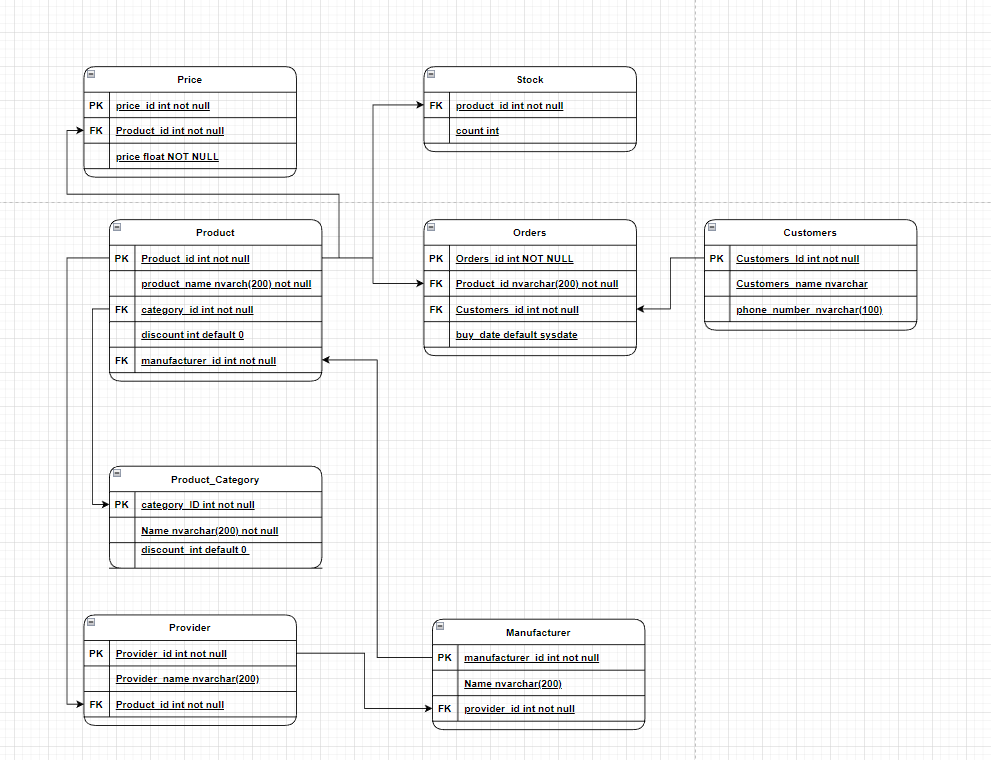 Price
PK price_id int not null
FK Product_id int not null
price float NOT NULL
Stock
FK product_id int not null
count int
Product
PK Product_id int not null
product_name nvarch(200) not null
FK category_id int not null
discount int default 0
FK manufacturer_id int not null
Orders
PK Orders_id int NOT NULL
FK Product_id nvarchar(200) not null
FK Customers_id int not null
buy_date default sysdate
Customers
PK Customers_Id int not null
Customers_name nvarchar
phone_number_nvarchar(100)
Product_Category
PK category_ID int not null
Name nvarchar(200) not null
discount_int default 0
Provider
PK Provider_id int not null
Provider_name nvarchar(200)
FK Product_id int not null
Manufacturer
PK manufacturer_id int not null
Name nvarchar(200)
FK provider_id int not null